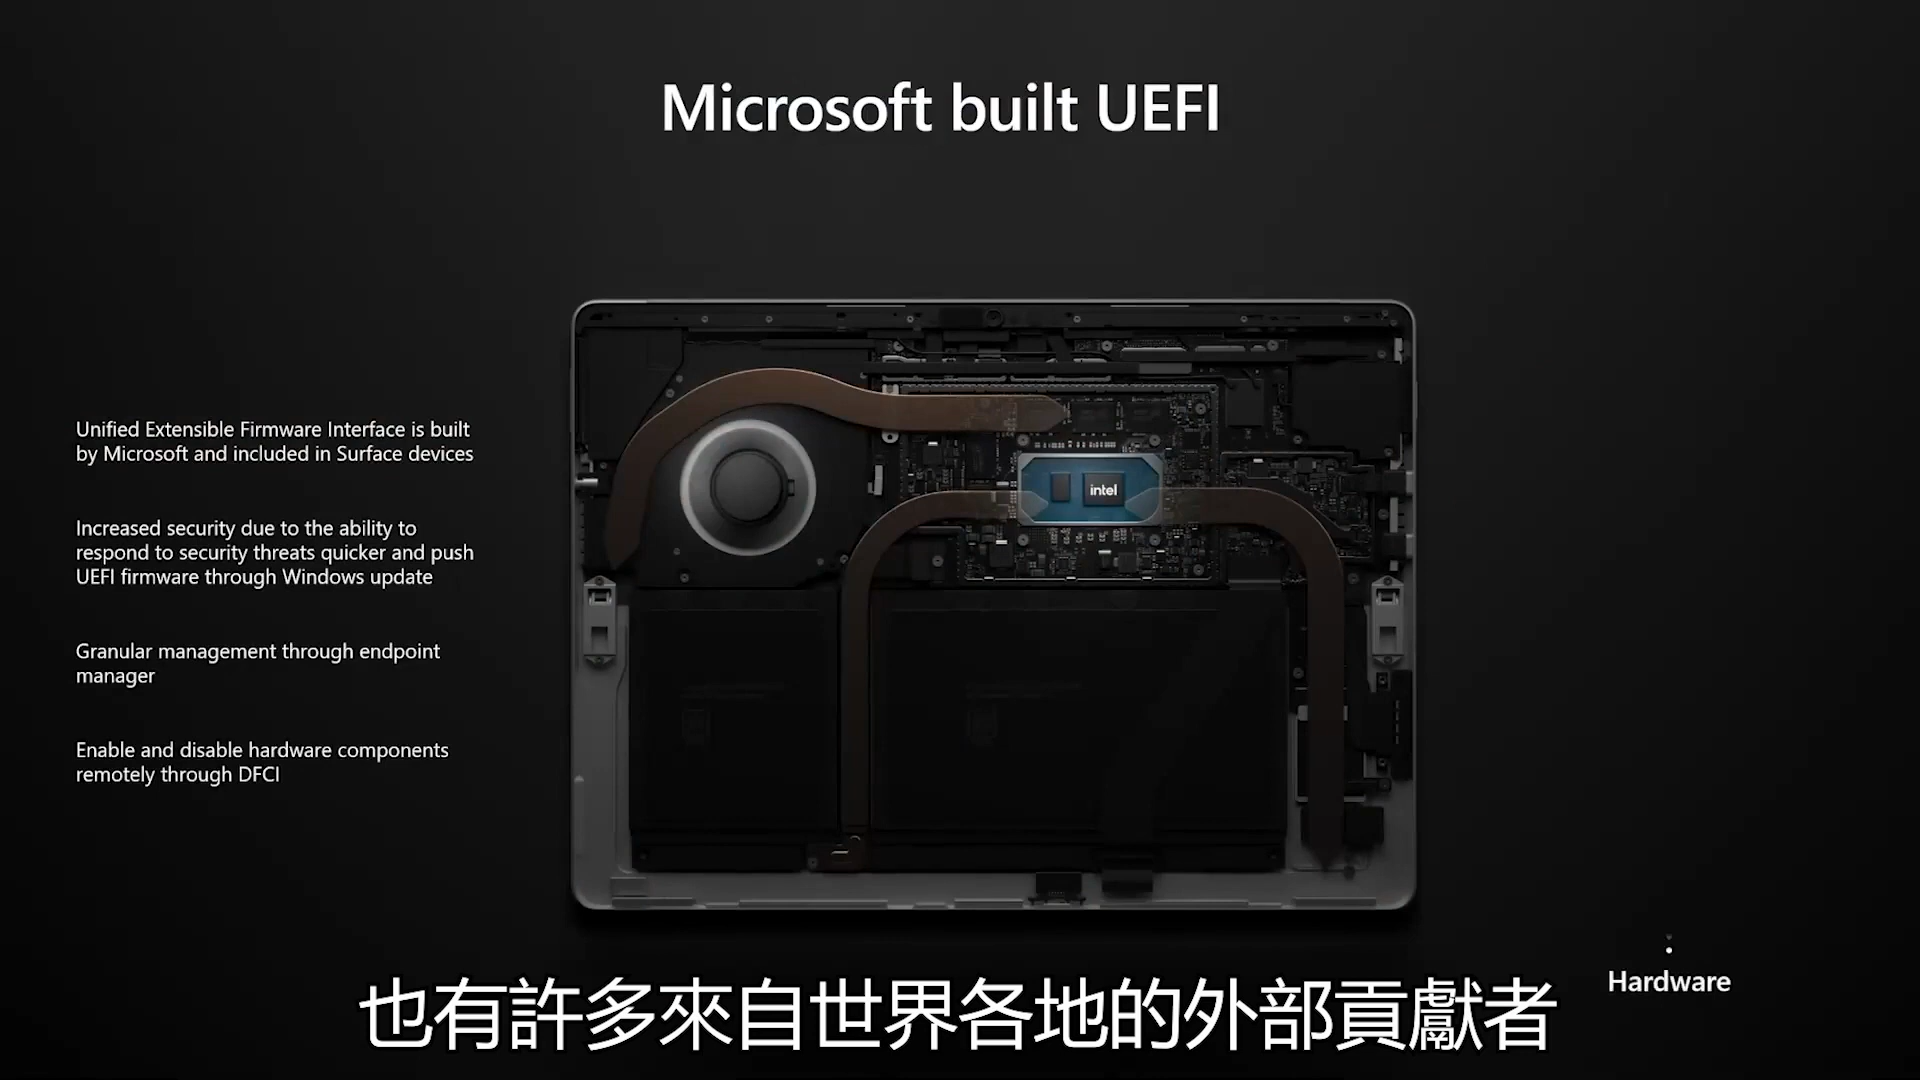 Microsoft built UEFI
Unified Extensible Firmware Interface is built
by Microsoft and included in Surface devices
Increased security due to the ability to
respond to security threats quicker and push
UEFI firmware through Windows update
Granular management through endpoint
manager
Enable and disable hardware components
remotely through DFCI
intel
Hardware
也有許多來自世界各地的外部貢獻者